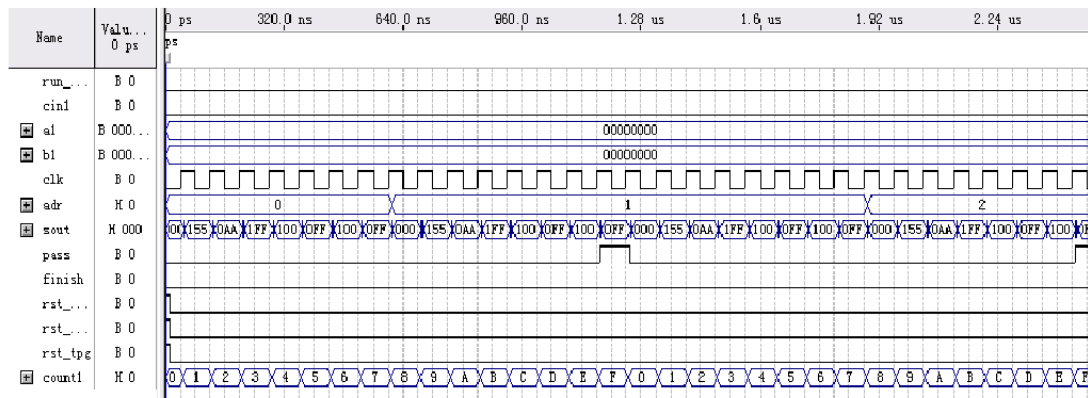 Name Valu... 0 ps
0 ps 320.0 ns 640.0 ns 960.0 ns 1.28 us 1.6 us 1.92 us 2.24 us
ps
run_... B 0
cin1 B 0
a1 B 000... 00000000
b1 B 000... 00000000
clk B 0
adr H 0 0 1 2
sout H 000 00 155 0AA 1FF 100 0FF 100 0FF 000 155 0AA 1FF 100 0FF 100 0FF 000 155 0AA 1FF 100 0FF 100 0FF 000 155 0AA 1FF 100 0FF 100
pass B 0
finish B 0
rst_... B 0
rst_... B 0
rst_tpg B 0
count1 H 0 0 1 2 3 4 5 6 7 8 9 A B C D E F 0 1 2 3 4 5 6 7 8 9 A B C D E F